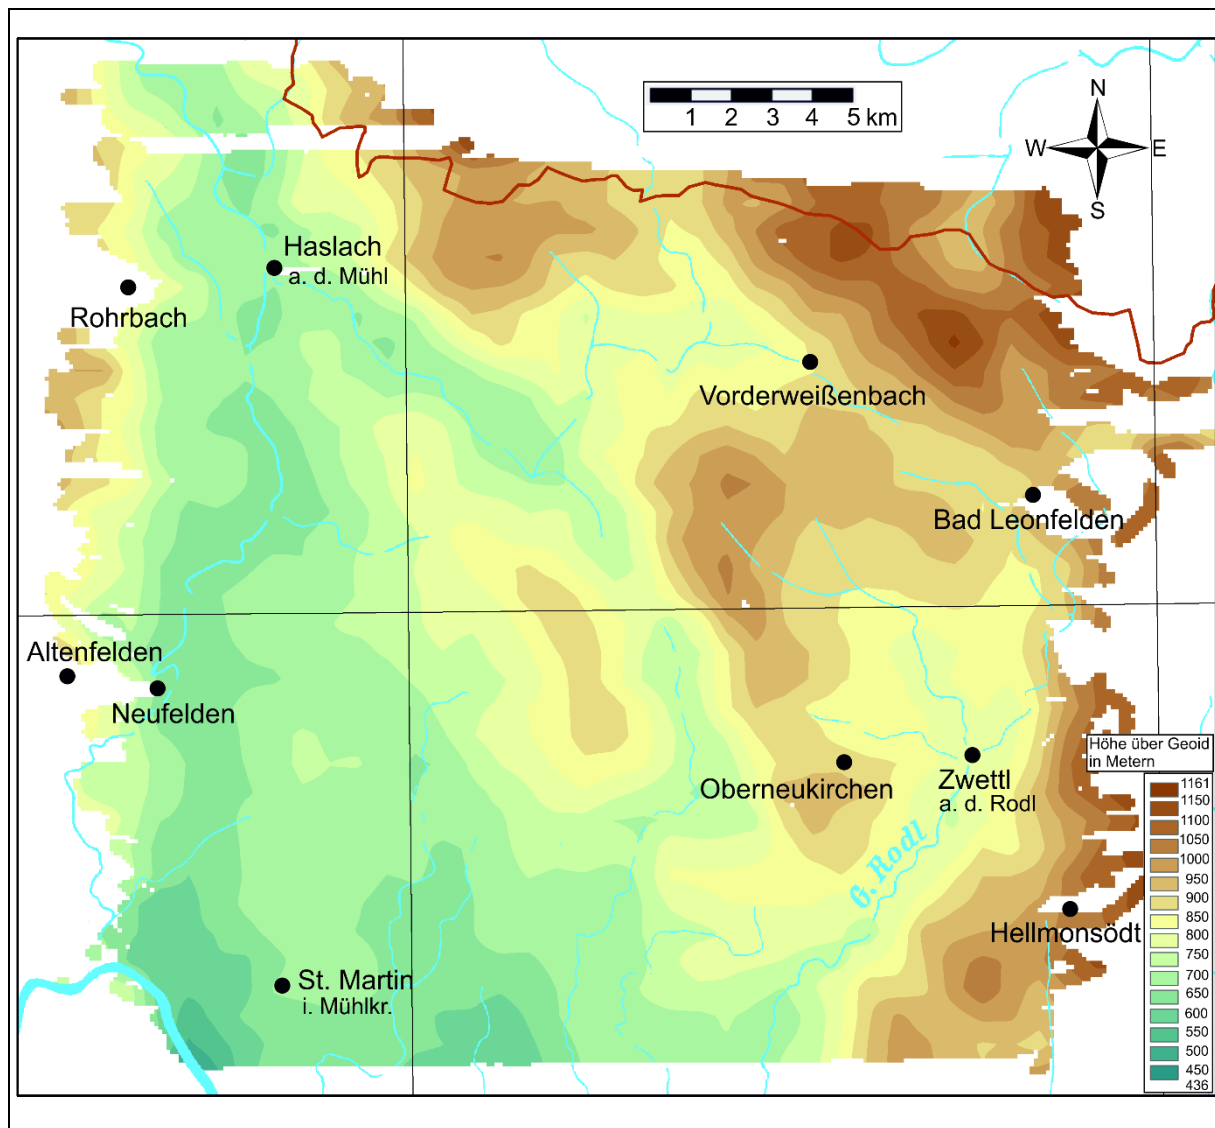 N
W E
S
1 2 3 4 5 km
Haslach
a. d. Mühl
Rohrbach
Vorderweißenbach
Bad Leonfelden
Altenfelden
Neufelden
Oberneukirchen
Zwettl
a. d. Rodl
G. Rodl
Hellmonsödt
St. Martin
i. Mühlkr.
Höhe über Geoid
in Metern
1161
1150
1100
1050
1000
950
900
850
800
750
700
650
600
550
500
450
436